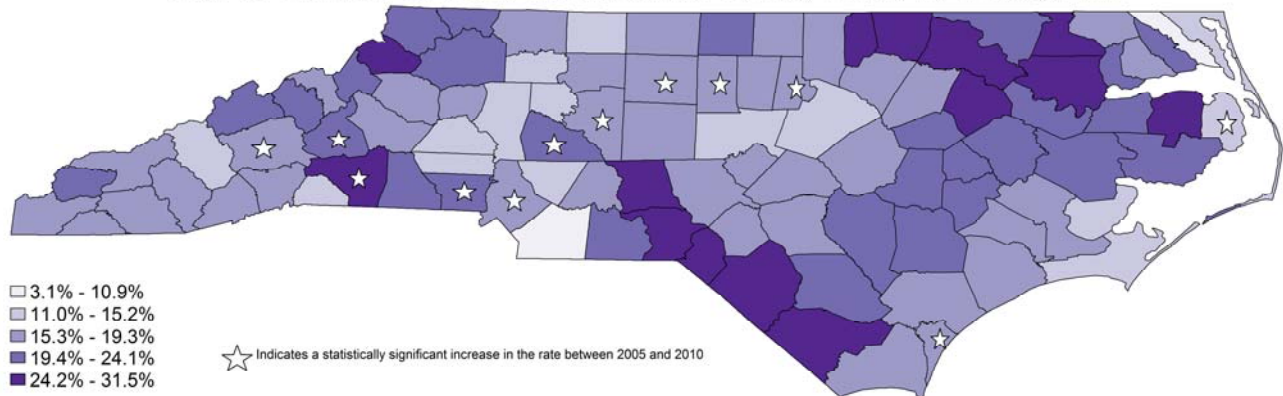 3.1% - 10.9%
11.0% - 15.2%
15.3% - 19.3%
19.4% - 24.1%
24.2% - 31.5%
Indicates a statistically significant increase in the rate between 2005 and 2010